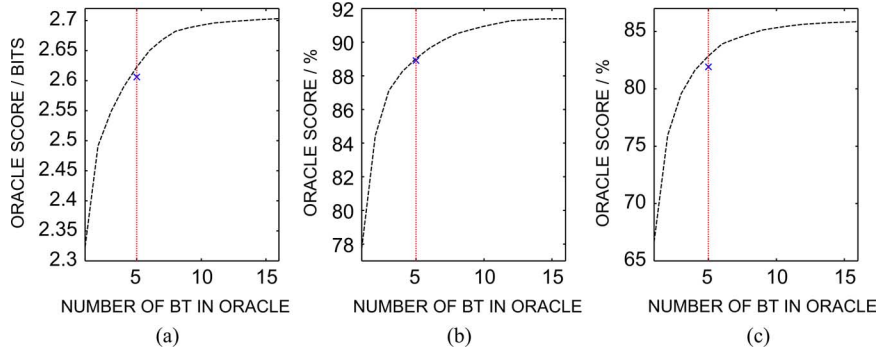 ORACLE SCORE / BITS
2.7
2.65
2.6
2.55
2.5
2.45
2.4
2.35
2.3
5 10 15
NUMBER OF BT IN ORACLE
(a)
ORACLE SCORE / %
92
90
88
86
84
82
80
78
5 10 15
NUMBER OF BT IN ORACLE
(b)
ORACLE SCORE / %
85
80
75
70
65
5 10 15
NUMBER OF BT IN ORACLE
(c)